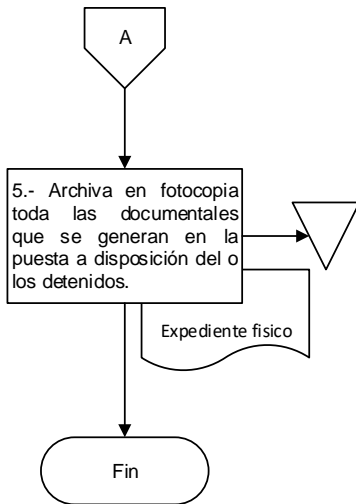 A
5.- Archiva en fotocopia
toda las documentales
que se generan en la
puesta a disposición del o
los detenidos.
Expediente fisico
Fin